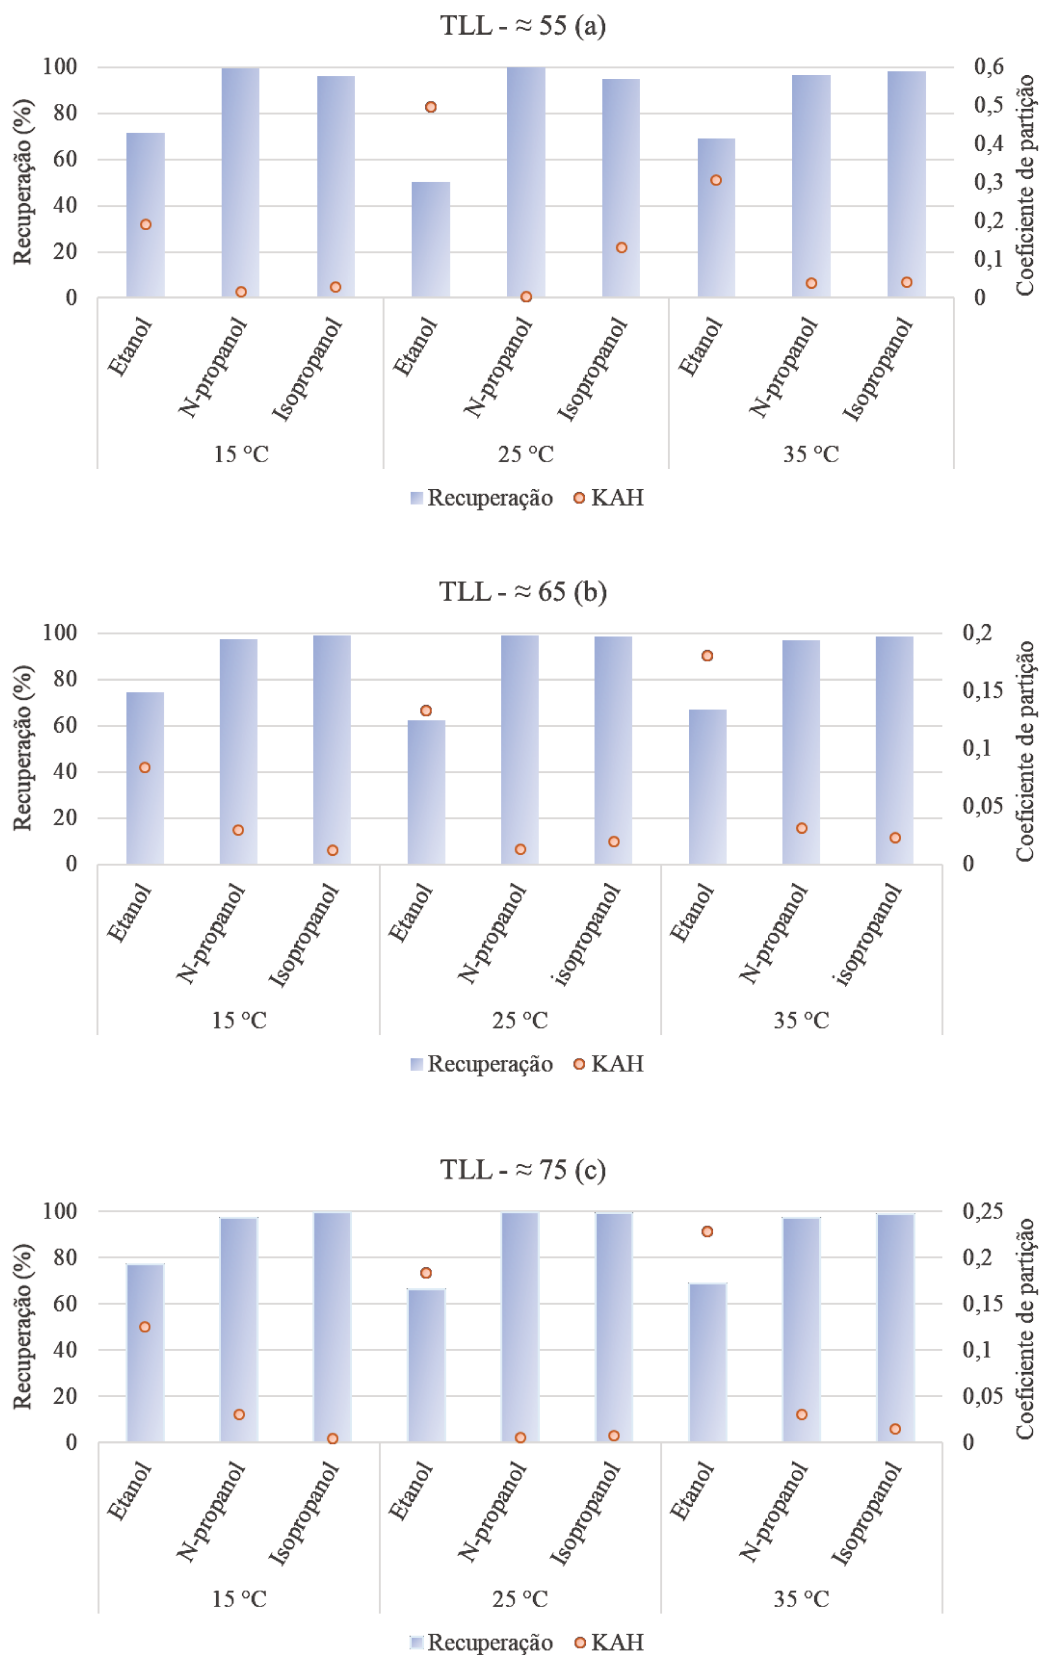 TLL - ≈ 55 (a)
Recuperação (%)
100
80
60
40
20
0
0,6
0,5
0,4
0,3
0,2
0,1
0
Coeficiente de partição
Etanol
N-propanol
Isopropanol
Etanol
N-propanol
Isopropanol
Etanol
N-propanol
Isopropanol
15 °C
25 °C
35 °C
Recuperação
KAH
TLL - ≈ 65 (b)
Recuperação (%)
100
80
60
40
20
0
0,2
0,15
0,1
0,05
0
Coeficiente de partição
Etanol
N-propanol
Isopropanol
Etanol
N-propanol
isopropanol
Etanol
N-propanol
isopropanol
15 °C
25 °C
35 °C
Recuperação
KAH
TLL - ≈ 75 (c)
Recuperação (%)
100
80
60
40
20
0
0,25
0,2
0,15
0,1
0,05
0
Coeficiente de partição
Etanol
N-propanol
Isopropanol
Etanol
N-propanol
Isopropanol
Etanol
N-propanol
Isopropanol
15 °C
25 °C
35 °C
Recuperação
KAH